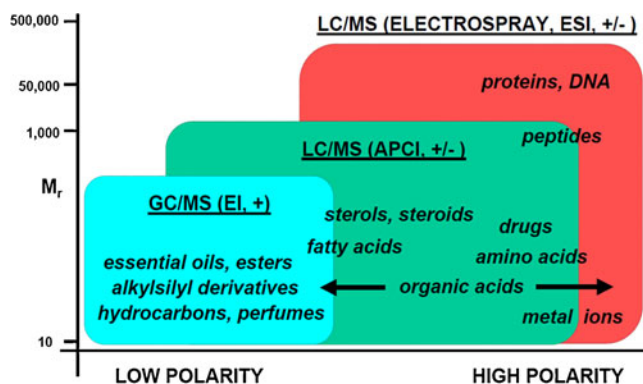 500,000
LC/MS (ELECTROSPRAY, ESI, +/- )
50,000
proteins, DNA
1,000
peptides
LC/MS (APCI, +/- )
Mr
GC/MS (EI, +)
sterols, steroids
drugs
fatty acids
amino acids
essential oils, esters
alkylsilyl derivatives
organic acids
hydrocarbons, perfumes
metal ions
10
LOW POLARITY
HIGH POLARITY